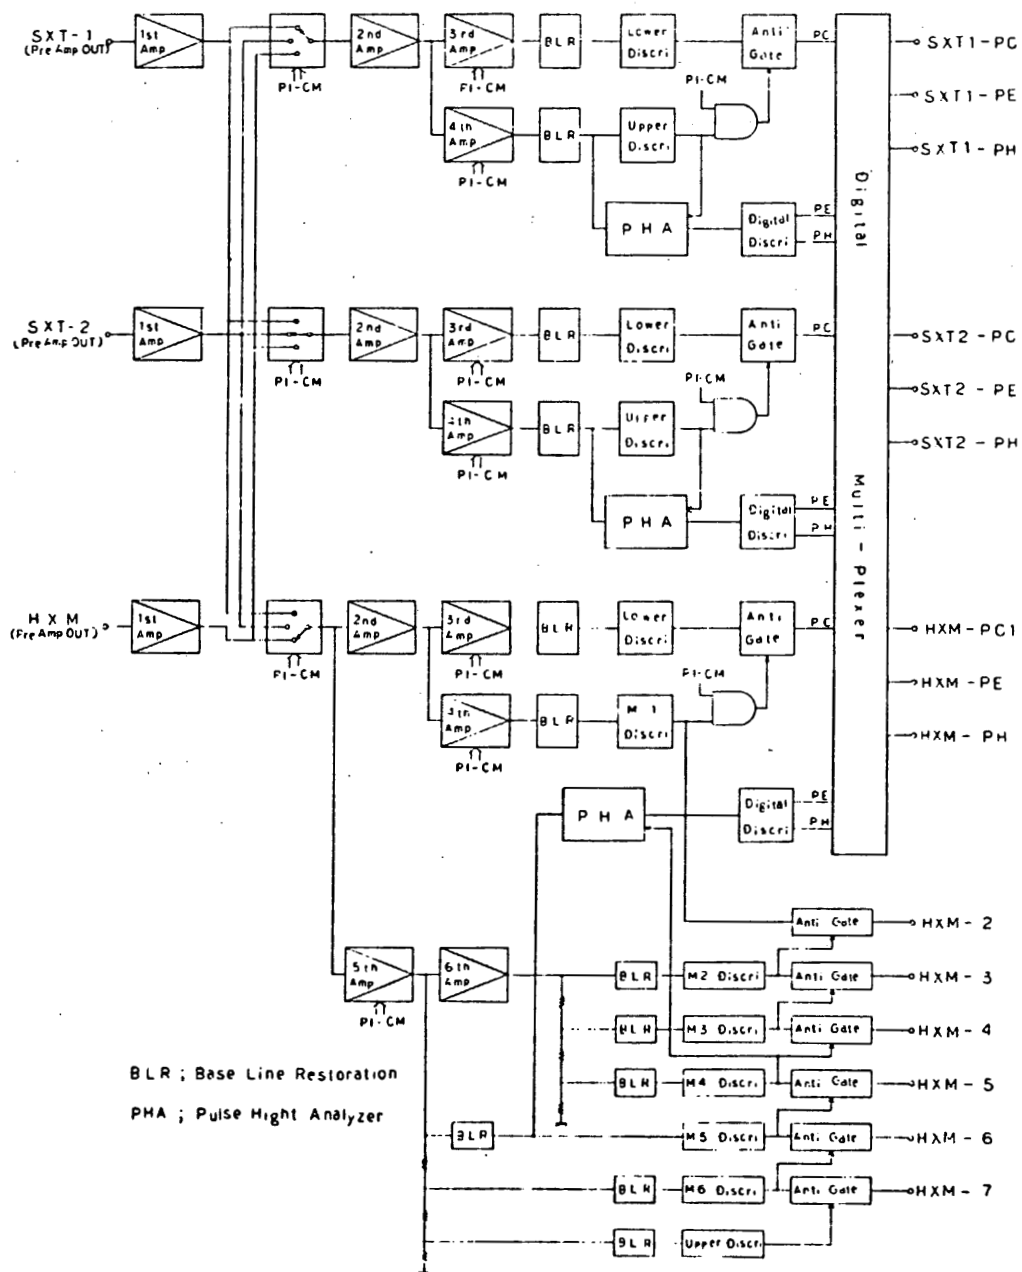 SXT-1
(Pre Amp OUT)
1st Amp
PI-CM
2nd Amp
3rd Amp
PI-CM
BLR
Lower Discri
Anti Gate
PC
SXT1-PC
SXT1-PE
SXT1-PH
4th Amp
PI-CM
BLR
Upper Discri
PI-CM
PHA
Digital Discri
PE
PH
Digital Multi-Plexer
SXT-2
(Pre Amp OUT)
1st Amp
PI-CM
2nd Amp
3rd Amp
PI-CM
BLR
Lower Discri
Anti Gate
PC
SXT2-PC
SXT2-PE
SXT2-PH
4th Amp
PI-CM
BLR
Upper Discri
PI-CM
PHA
Digital Discri
PE
PH
HXM
(Pre Amp OUT)
1st Amp
PI-CM
2nd Amp
3rd Amp
PI-CM
BLR
Lower Discri
Anti Gate
PC
HXM-PC1
HXM-PE
HXM-PH
Amp
PI-CM
BLR
M1 Discri
PI-CM
PHA
Digital Discri
PE
PH
Anti Gate
HXM-2
5th Amp
PI-CM
6th Amp
BLR
M2 Discri
Anti Gate
HXM-3
BLR
M3 Discri
Anti Gate
HXM-4
BLR
M4 Discri
Anti Gate
HXM-5
BLR
M5 Discri
Anti Gate
HXM-6
BLR
M6 Discri
Anti Gate
HXM-7
BLR
Upper Discri
BLR ; Base Line Restoration
PHA ; Pulse Hight Analyzer